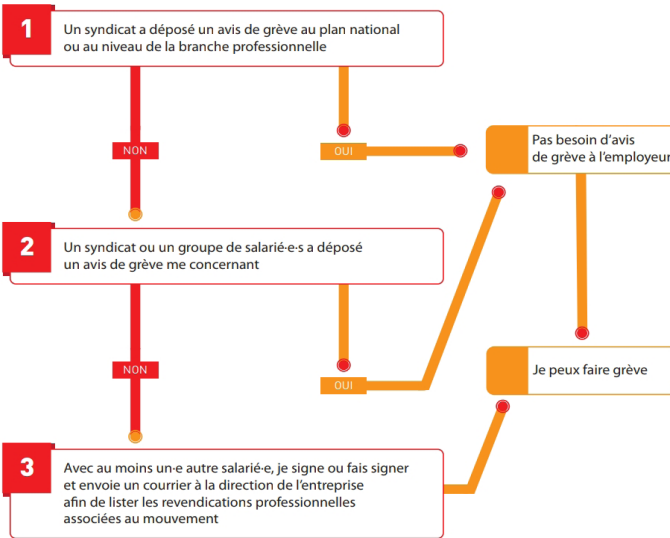 1
Un syndicat a déposé un avis de grève au plan national
ou au niveau de la branche professionnelle
NON
OUI
Pas besoin d'avis
de grève à l'employeur
2
Un syndicat ou un groupe de salarié·e·s a déposé
un avis de grève me concernant
NON
OUI
Je peux faire grève
3
Avec au moins un·e autre salarié·e, je signe ou fais signer
et envoie un courrier à la direction de l'entreprise
afin de lister les revendications professionnelles
associées au mouvement